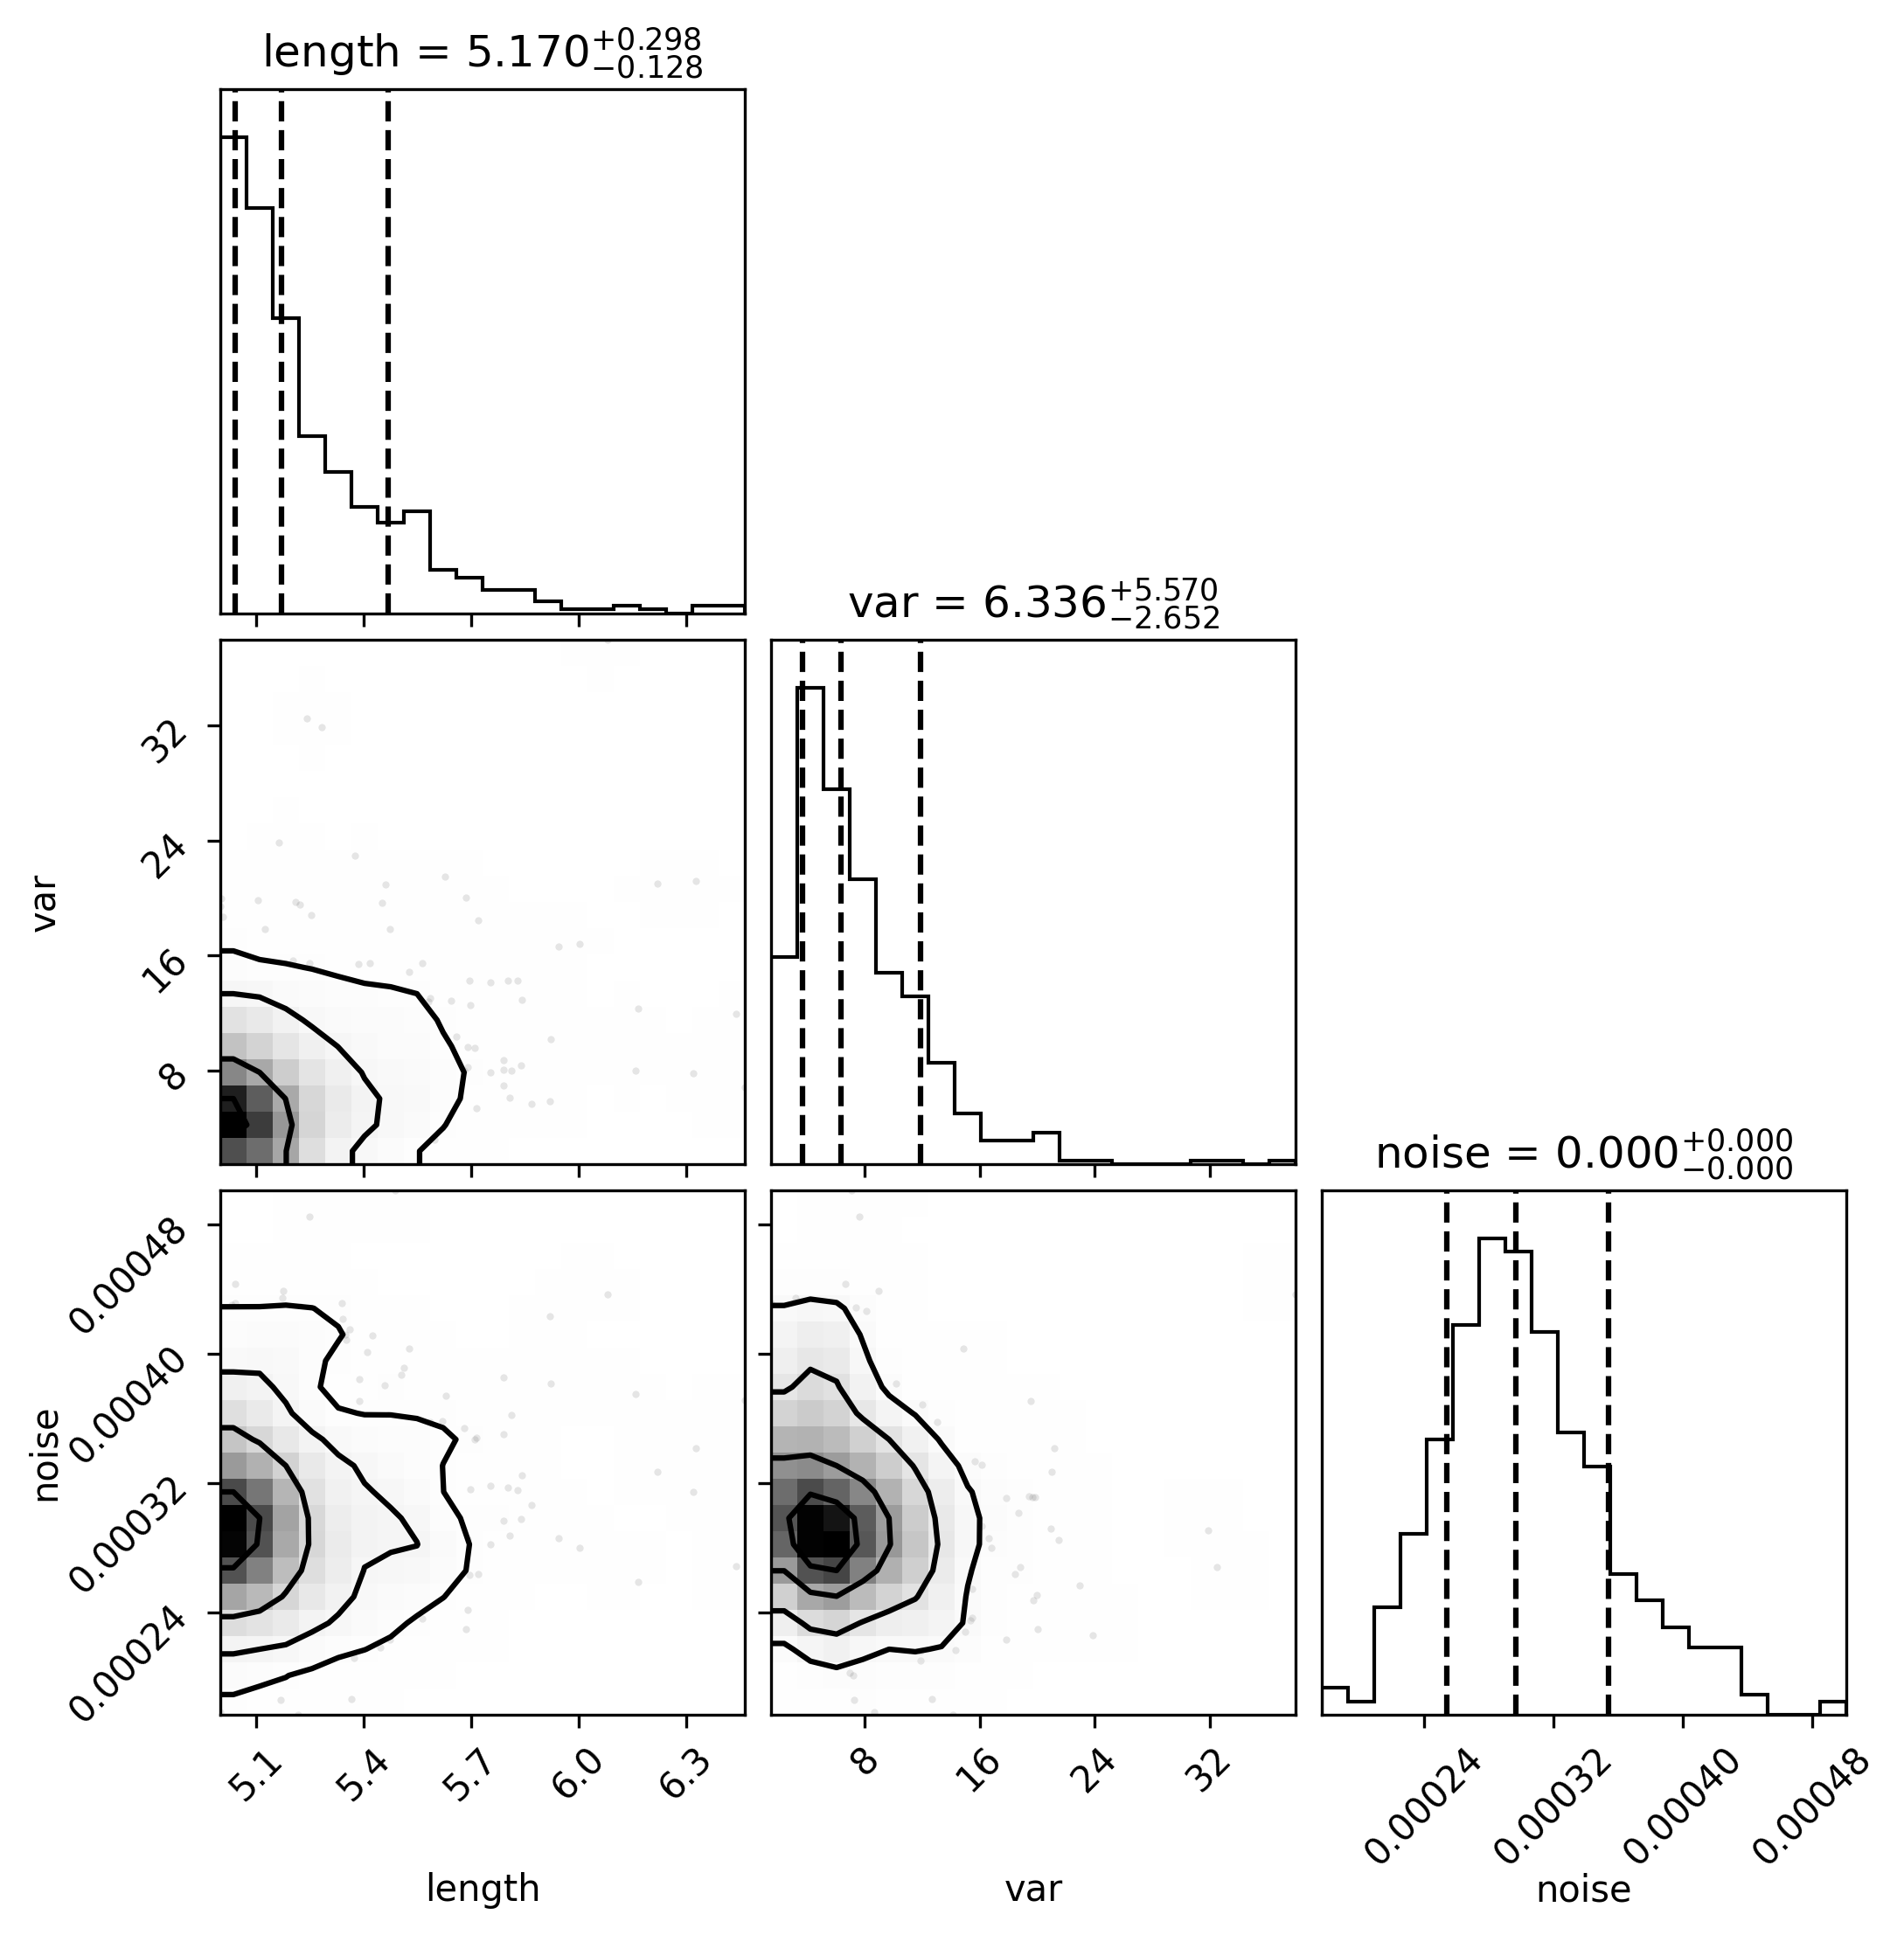 length = 5.170+0.298 −0.128
var = 6.336+5.570 −2.652
32
24
16
8
var
noise = 0.000+0.000 −0.000
0.00048
0.00040
0.00032
0.00024
noise
5.1 5.4 5.7 6.0 6.3
8 16 24 32
0.00024 0.00032 0.00040 0.00048
length var noise